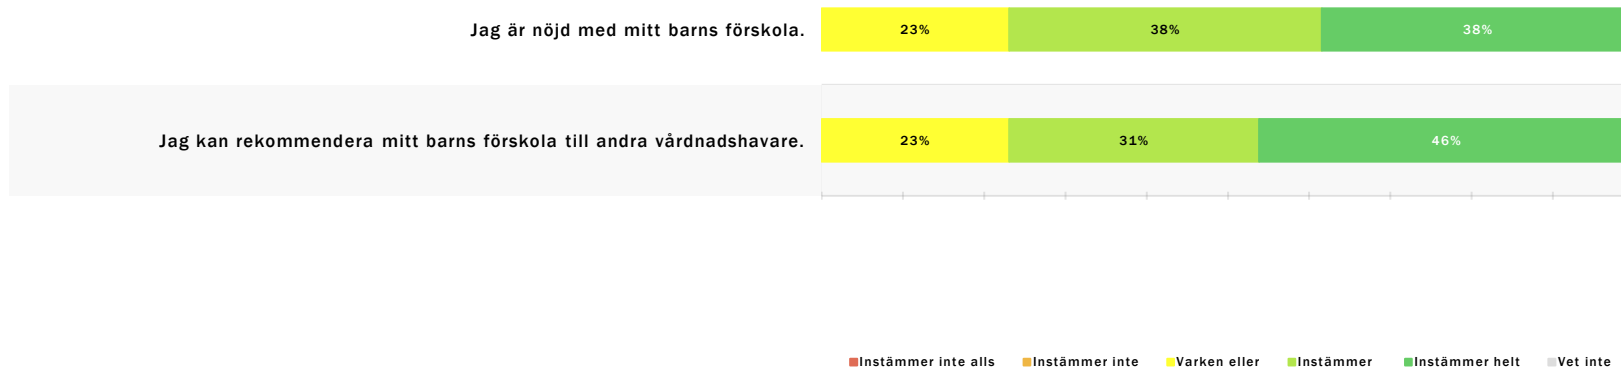 Jag är nöjd med mitt barns förskola. 23% 38% 38%
Jag kan rekommendera mitt barns förskola till andra vårdnadshavare. 23% 31% 46%
Instämmer inte alls Instämmer inte Varken eller Instämmer Instämmer helt Vet inte